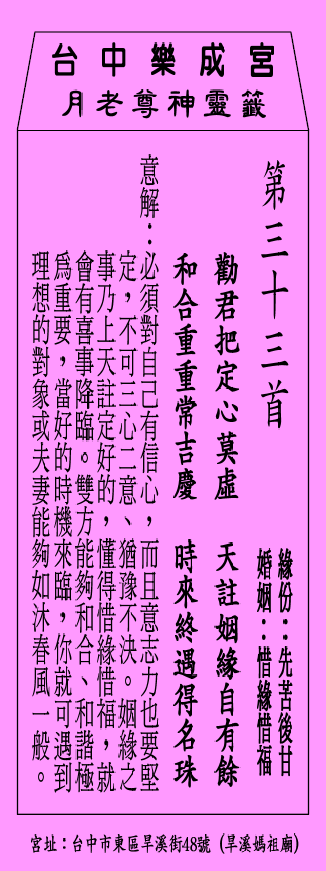 台中樂成宮
月老尊神靈籤
第三十三首
緣份：先苦後甘
婚姻：惜緣惜福
勸君把定心莫虛　天註姻緣自有餘
和合重重常吉慶　時來終遇得名珠
意解：必須對自己有信心，而且意志力也要堅
定，不可三心二意、猶豫不決。姻緣之
事乃上天註定好的，懂得惜緣惜福，就
會有喜事降臨。雙方能夠和合、和諧極
為重要，當好的時機來臨，你就可遇到
理想的對象或夫妻能夠如沐春風一般。
宮址：台中市東區旱溪街48號（旱溪媽祖廟）